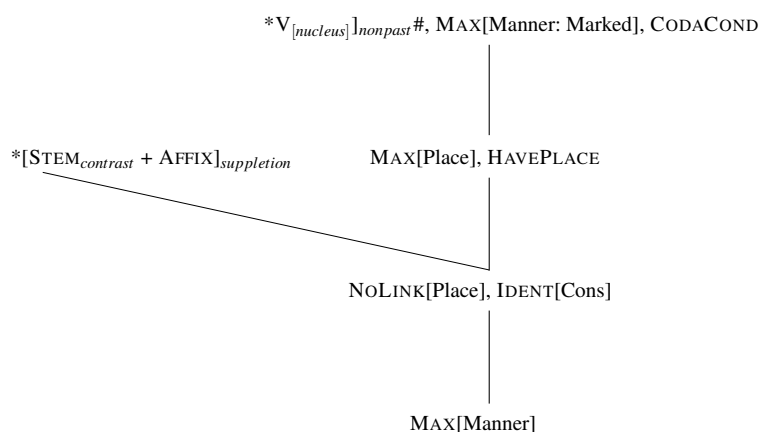 *V[nucleus]]nonpast#, MAX[Manner: Marked], CODACOND
*[STEMcontrast + AFFIX]suppletion
MAX[Place], HAVEPLACE
NOLINK[Place], IDENT[Cons]
MAX[Manner]